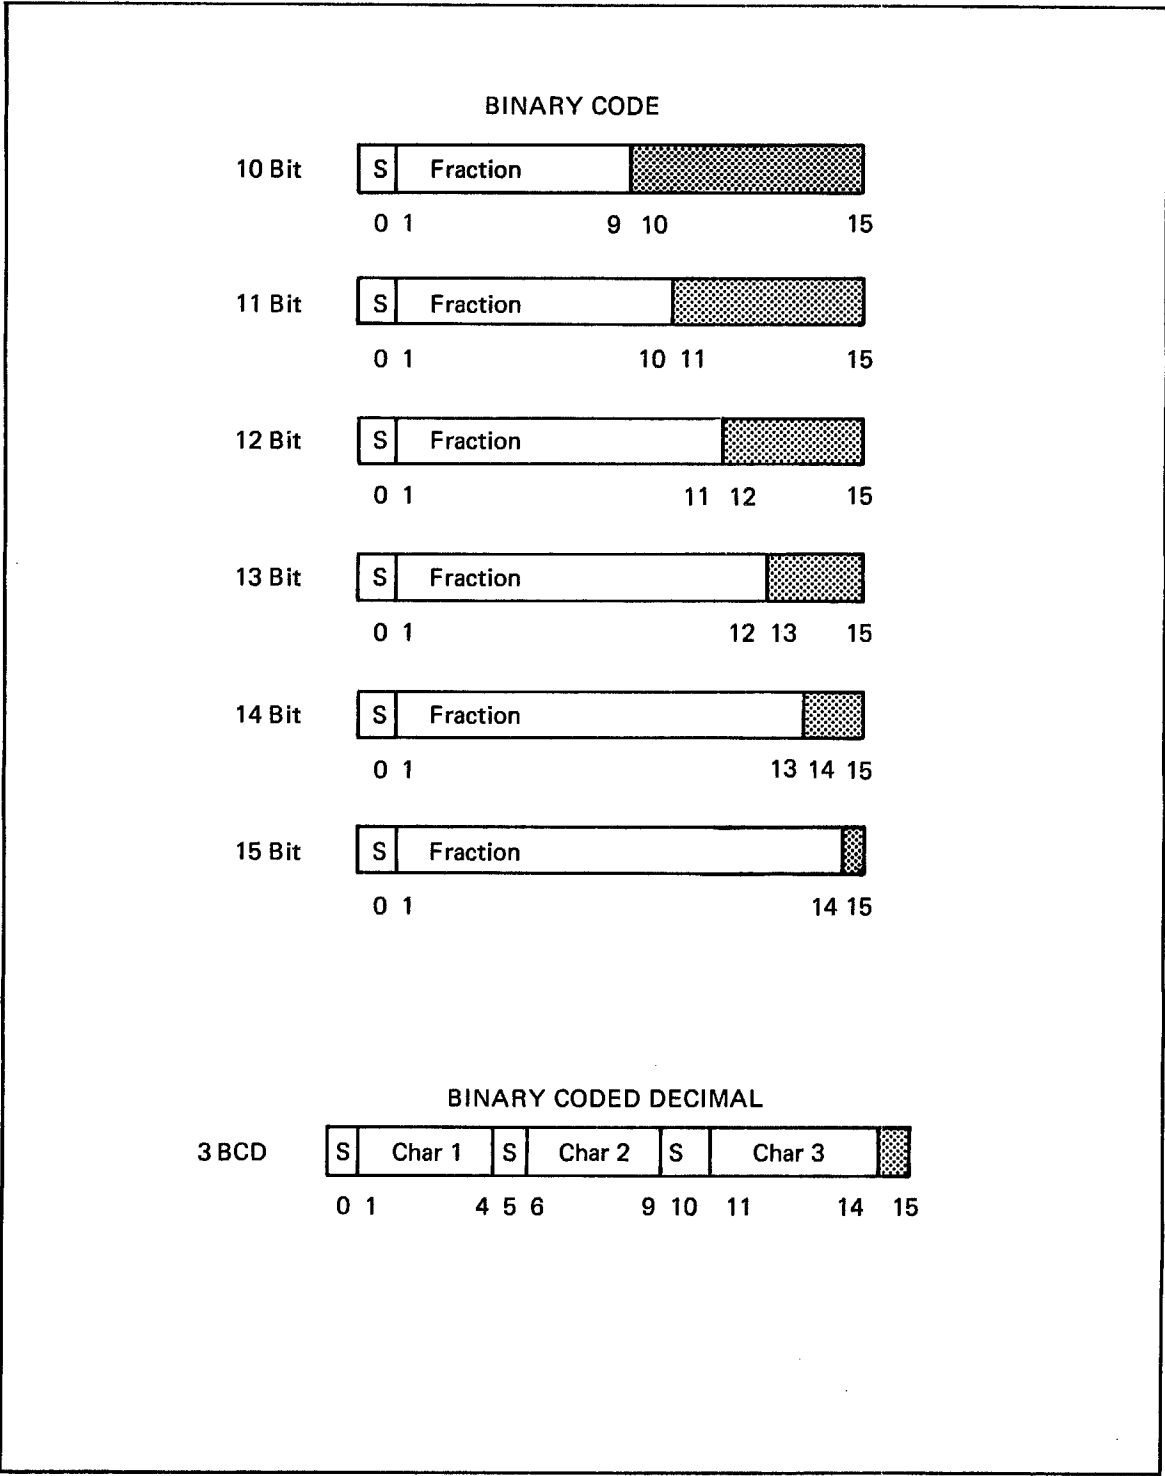 BINARY CODE
10 Bit S Fraction
0 1 9 10 15
11 Bit S Fraction
0 1 10 11 15
12 Bit S Fraction
0 1 11 12 15
13 Bit S Fraction
0 1 12 13 15
14 Bit S Fraction
0 1 13 14 15
15 Bit S Fraction
0 1 14 15
BINARY CODED DECIMAL
3 BCD S Char 1 S Char 2 S Char 3
0 1 4 5 6 9 10 11 14 15